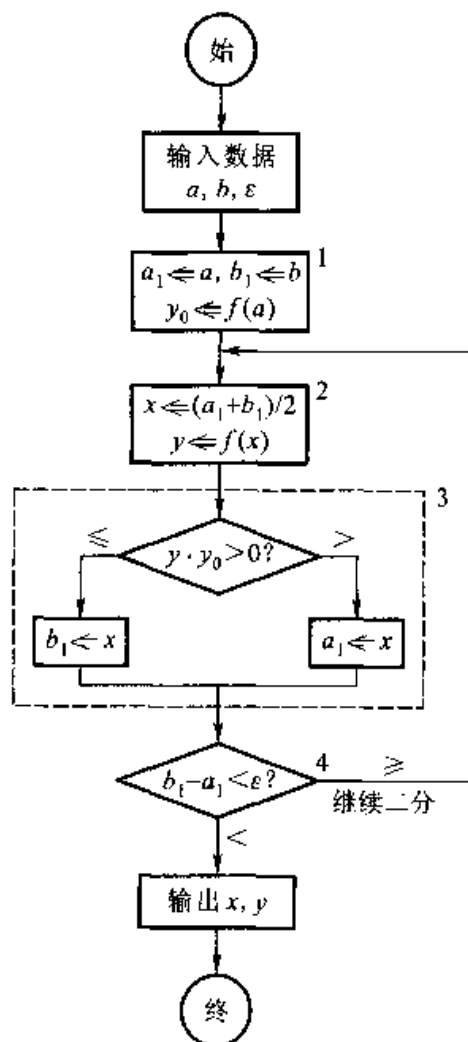 始
输入数据
a, b, ε
1
a₁⇐a, b₁⇐b
y₀⇐f(a)
2
x⇐(a₁+b₁)/2
y⇐f(x)
3
≤
y·y₀>0?
>
b₁⇐x
a₁⇐x
4
b₁−a₁<ε?
≥
继续二分
<
输出 x, y
终